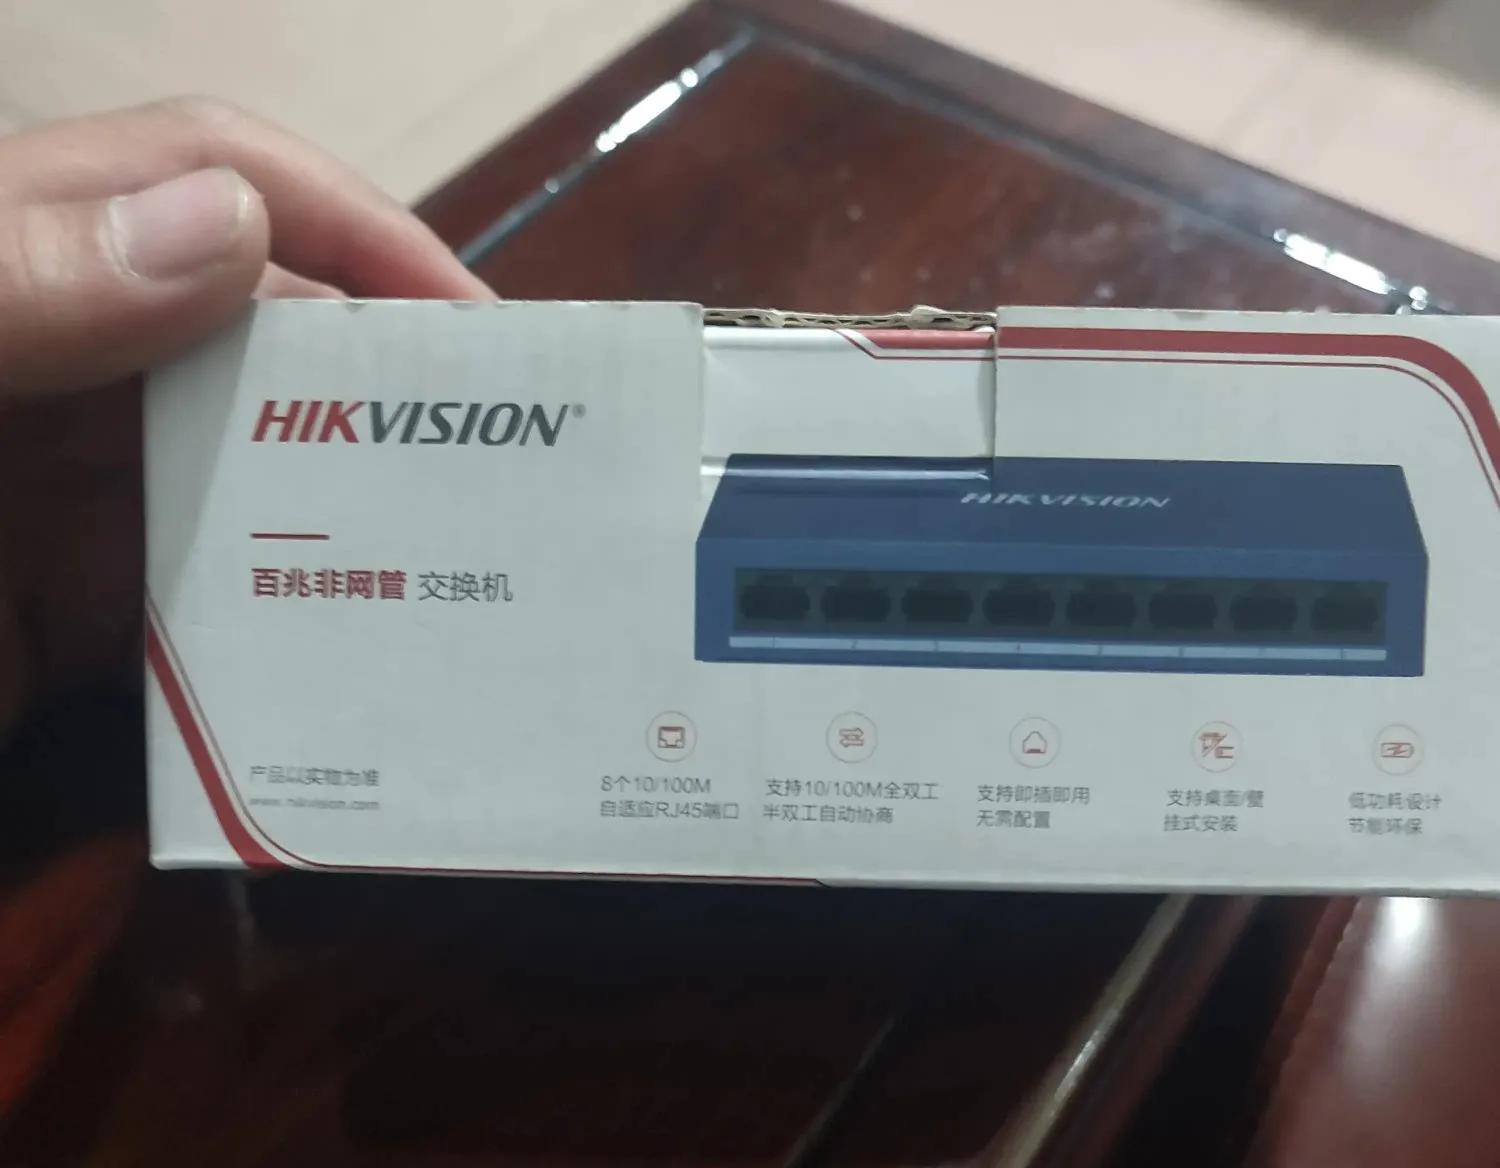 HIKVISION®
HIKVISION
百兆非网管 交换机
产品以实物为准
www.hikvision.com
8个10/100M
自适应RJ45端口
支持10/100M全双工
半双工自动协商
支持即插即用
无需配置
支持桌面/壁
挂式安装
低功耗设计
节能环保